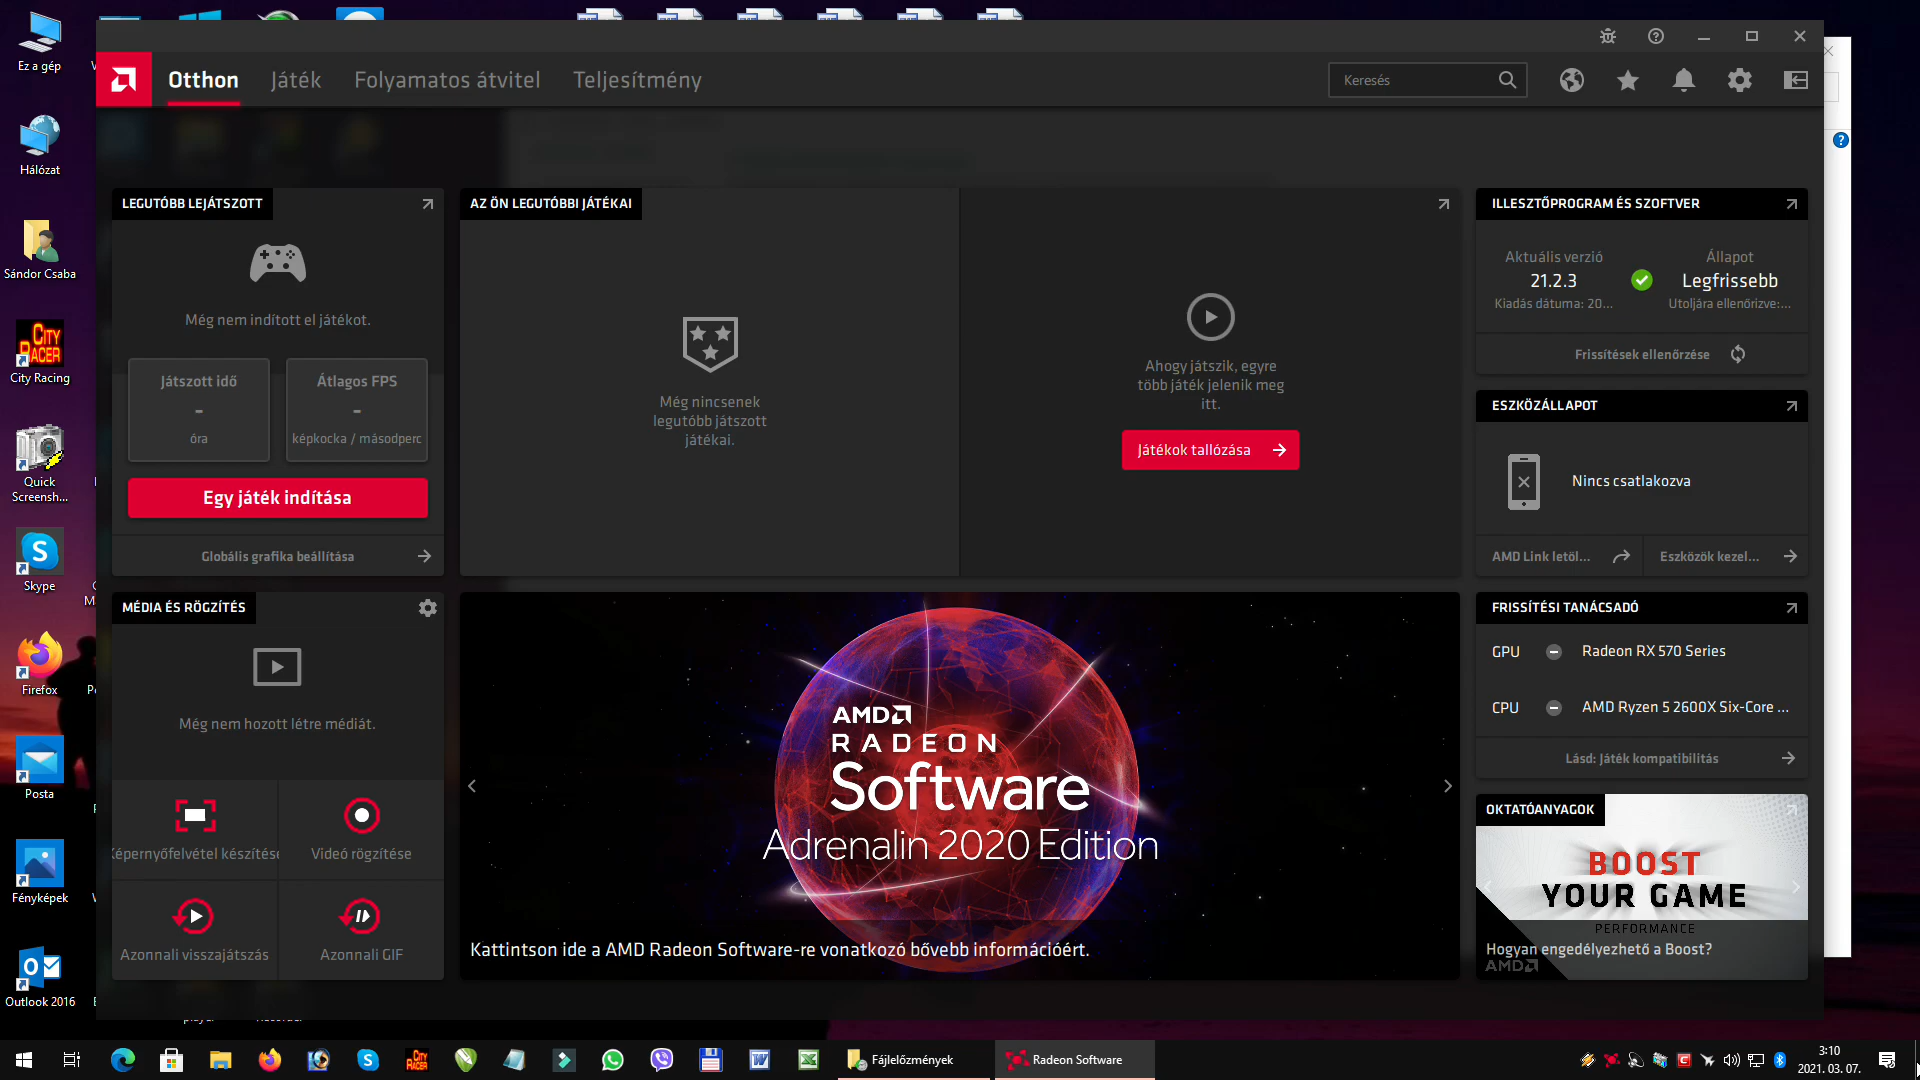 Ez a gép
Hálózat
Sándor Csaba
City Racing
Quick
Screensh...
Skype
Firefox
Posta
Fényképek
Outlook 2016
Otthon
Játék
Folyamatos átvitel
Teljesítmény
Keresés
LEGUTÓBB LEJÁTSZOTT
Még nem indított el játékot.
Játszott idő
-
óra
Átlagos FPS
-
képkocka / másodperc
Egy játék indítása
Globális grafika beállítása
AZ ÖN LEGUTÓBBI JÁTÉKAI
Még nincsenek
legutóbb játszott
játékai.
Ahogy játszik, egyre
több játék jelenik meg
itt.
Játékok tallózása
ILLESZTŐPROGRAM ÉS SZOFTVER
Aktuális verzió
21.2.3
Kiadás dátuma: 20...
Állapot
Legfrissebb
Utoljára ellenőrizve:...
Frissítések ellenőrzése
ESZKÖZÁLLAPOT
Nincs csatlakozva
AMD Link letöl...
Eszközök kezel...
MÉDIA ÉS RÖGZÍTÉS
Még nem hozott létre médiát.
Képernyőfelvétel készítése
Videó rögzítése
Azonnali visszajátszás
Azonnali GIF
AMD
RADEON
Software
Adrenalin 2020 Edition
Kattintson ide a AMD Radeon Software-re vonatkozó bővebb információért.
FRISSÍTÉSI TANÁCSADÓ
GPU
Radeon RX 570 Series
CPU
AMD Ryzen 5 2600X Six-Core ...
Lásd: Játék kompatibilitás
OKTATÓANYAGOK
BOOST
YOUR GAME
PERFORMANCE
Hogyan engedélyezhető a Boost?
AMD
Fájlelőzmények
Radeon Software
3:10
2021. 03. 07.